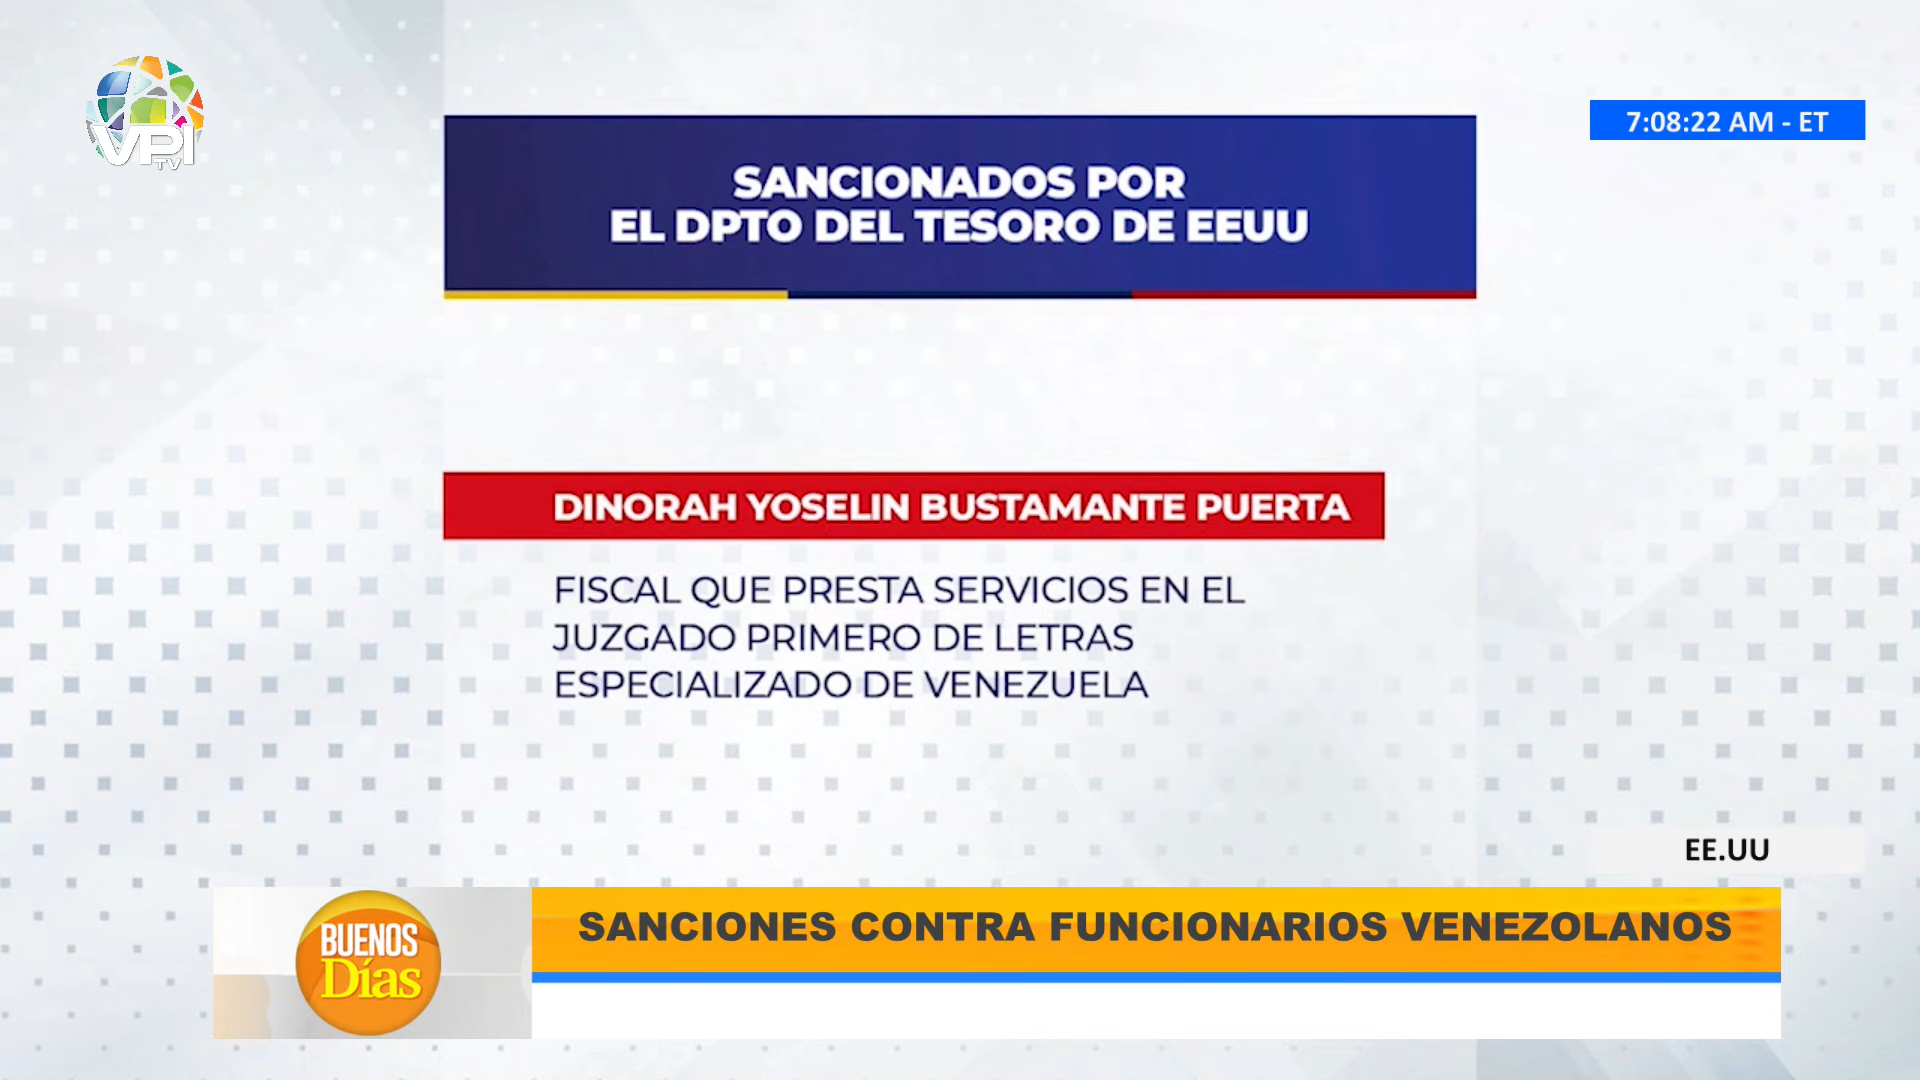 VPI
TV
7:08:22 AM - ET
SANCIONADOS POR
EL DPTO DEL TESORO DE EEUU
DINORAH YOSELIN BUSTAMANTE PUERTA
FISCAL QUE PRESTA SERVICIOS EN EL
JUZGADO PRIMERO DE LETRAS
ESPECIALIZADO DE VENEZUELA
EE.UU
BUENOS
Días
SANCIONES CONTRA FUNCIONARIOS VENEZOLANOS